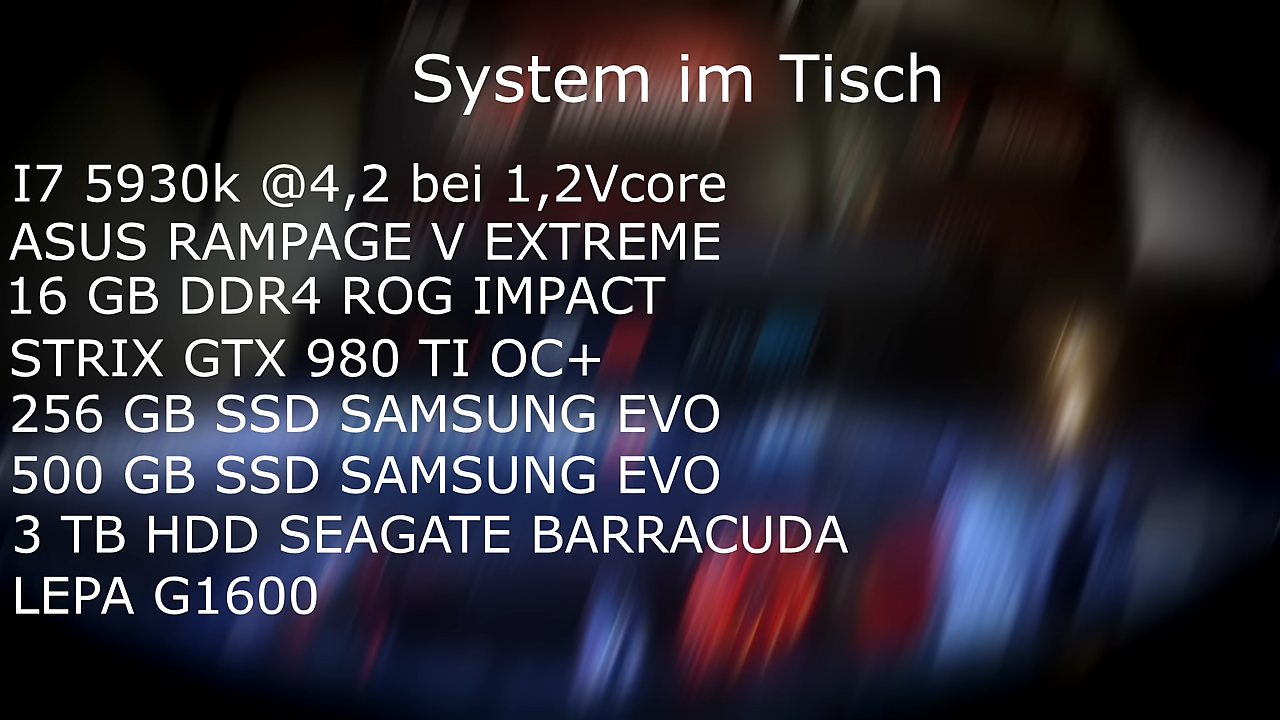 System im Tisch
I7 5930k @4,2 bei 1,2Vcore
ASUS RAMPAGE V EXTREME
16 GB DDR4 ROG IMPACT
STRIX GTX 980 TI OC+
256 GB SSD SAMSUNG EVO
500 GB SSD SAMSUNG EVO
3 TB HDD SEAGATE BARRACUDA
LEPA G1600